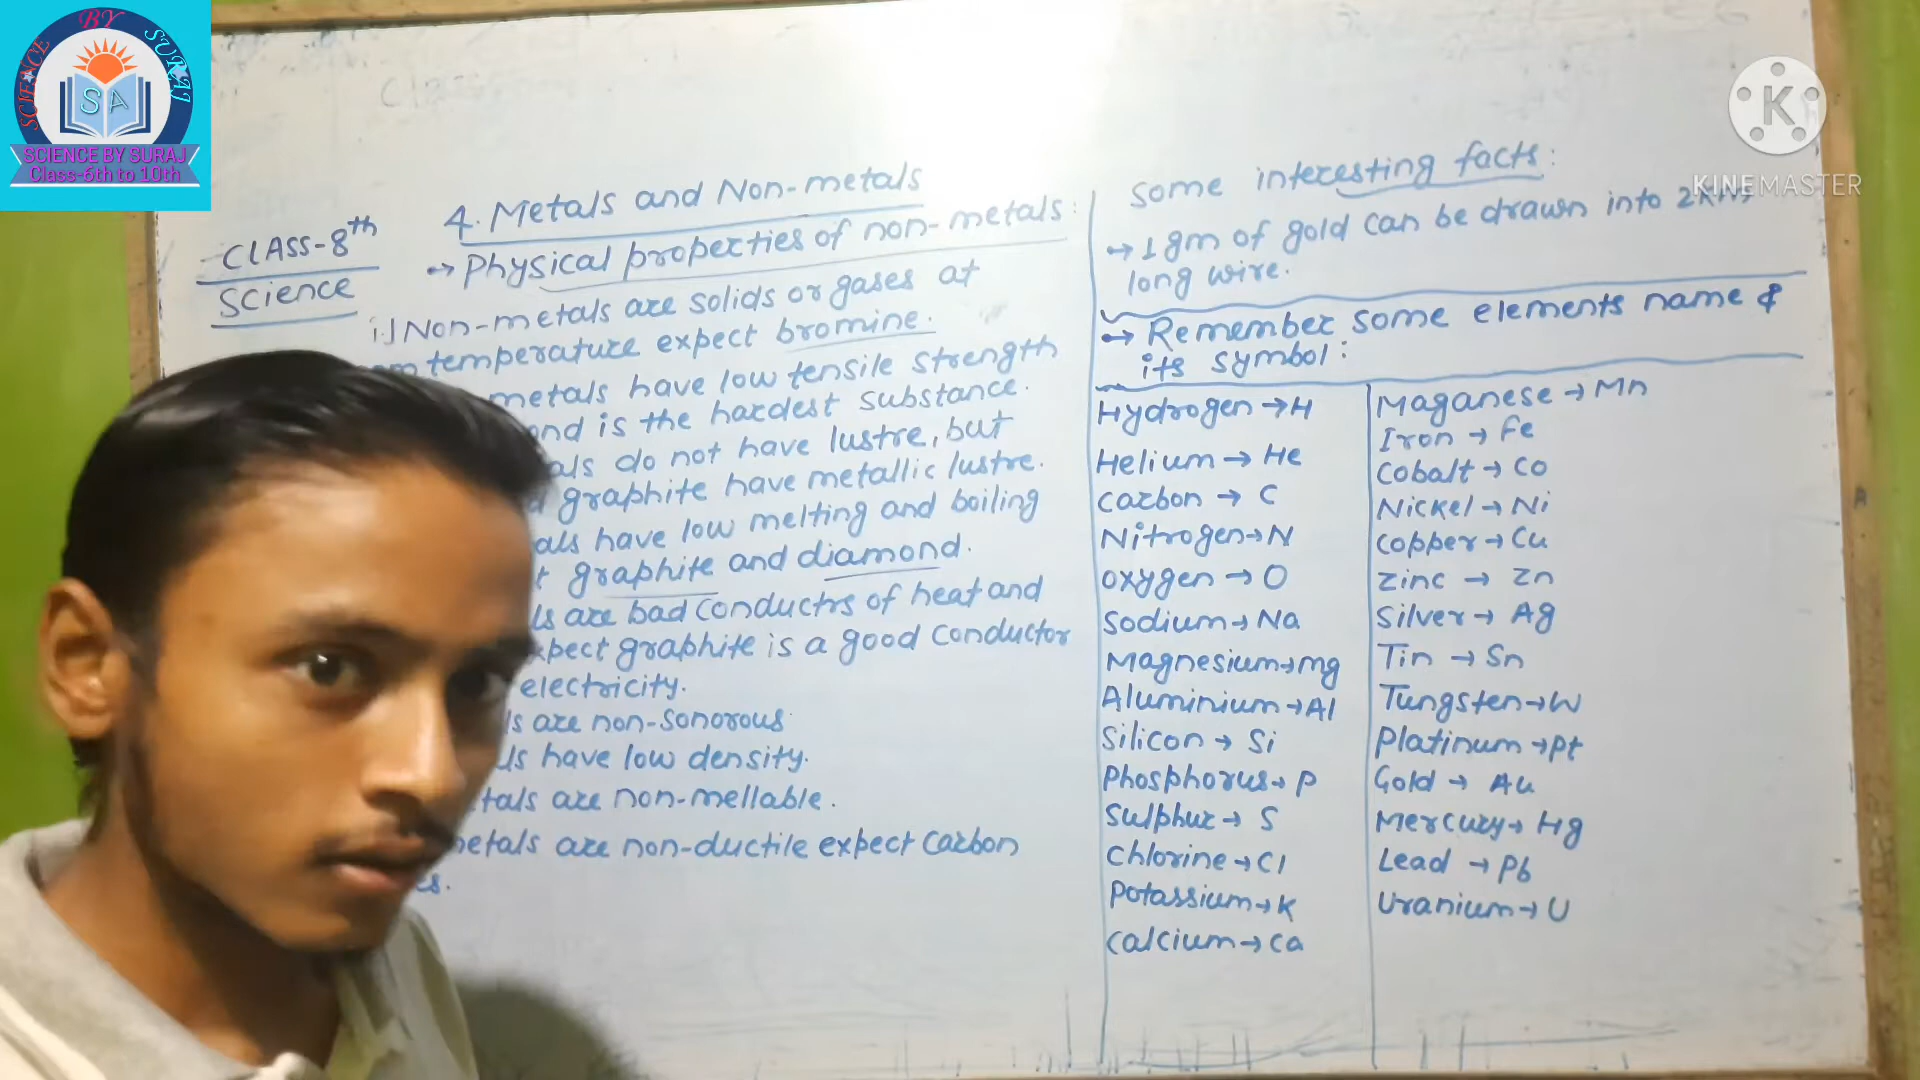 SCIENCE BY SURAJ
SA
SCIENCE BY SURAJ
Class-6th to 10th
KINEMASTER
CLASS-8th
Science
4. Metals and Non-metals
→ Physical properties of non-metals:
i.) Non-metals are solids or gases at
temperature expect bromine.
metals have low tensile strength
is the hardest substance.
do not have lustre, but
graphite have metallic lustre.
have low melting and boiling
graphite and diamond.
are bad conductrs of heat and
graphite is a good conductor
electricity.
are non-sonorous
have low density.
are non-mellable.
metals are non-ductile expect carbon
Some interesting facts:
→ 1 gm of gold can be drawn into
long wire.
→ Remember some elements name &
its symbol:
Hydrogen → H
Helium → He
Carbon → C
Nitrogen → N
Oxygen → O
Sodium → Na
Magnesium → mg
Aluminium → Al
Silicon → Si
Phosphorus → P
Sulphur → S
Chlorine → Cl
Potassium → K
Calcium → Ca
Maganese → Mn
Iron → Fe
Cobalt → Co
Nickel → Ni
Copper → Cu
Zinc → Zn
Silver → Ag
Tin → Sn
Tungsten → W
Platinum → Pt
Gold → Au
Mercury → Hg
Lead → Pb
Uranium → U